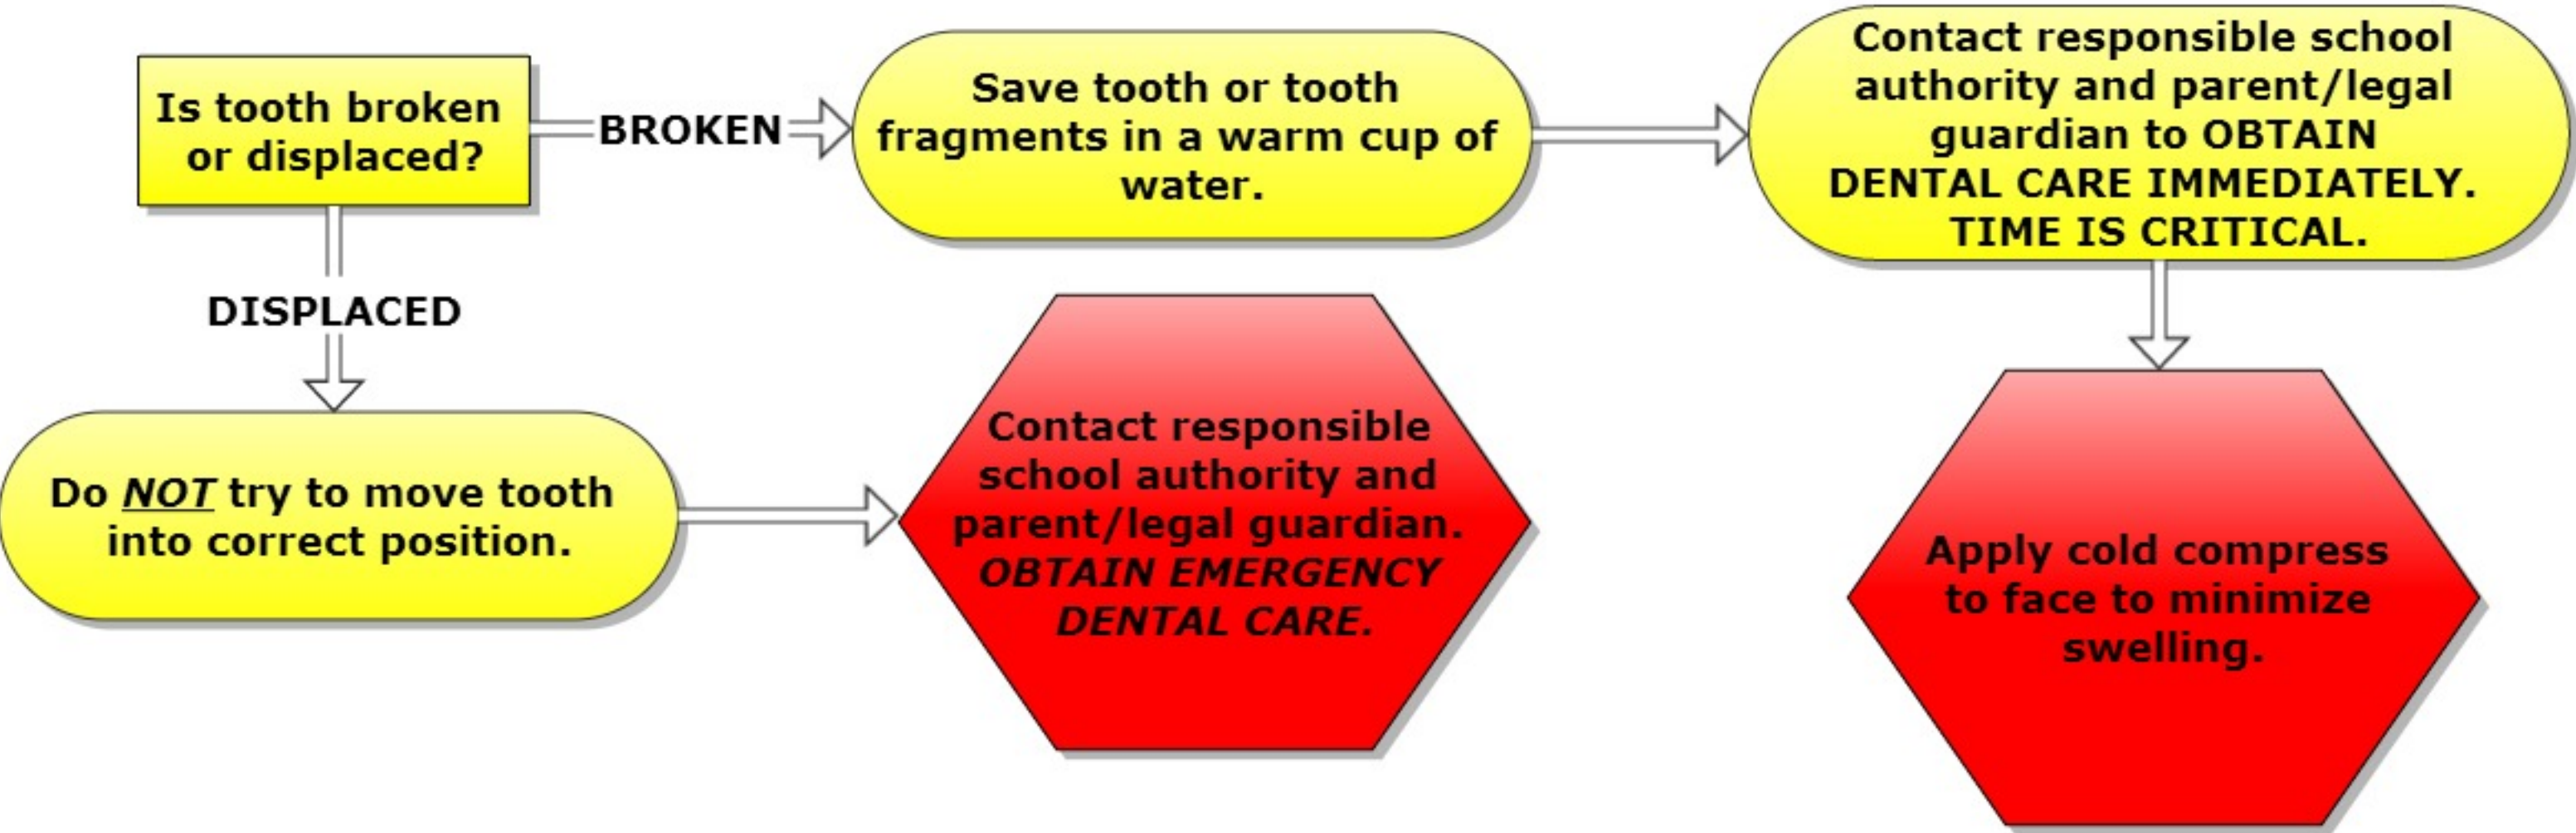 Is tooth broken
or displaced?
BROKEN
Save tooth or tooth
fragments in a warm cup of
water.
Contact responsible school
authority and parent/legal
guardian to OBTAIN
DENTAL CARE IMMEDIATELY.
TIME IS CRITICAL.
DISPLACED
Do NOT try to move tooth
into correct position.
Contact responsible
school authority and
parent/legal guardian.
OBTAIN EMERGENCY
DENTAL CARE.
Apply cold compress
to face to minimize
swelling.